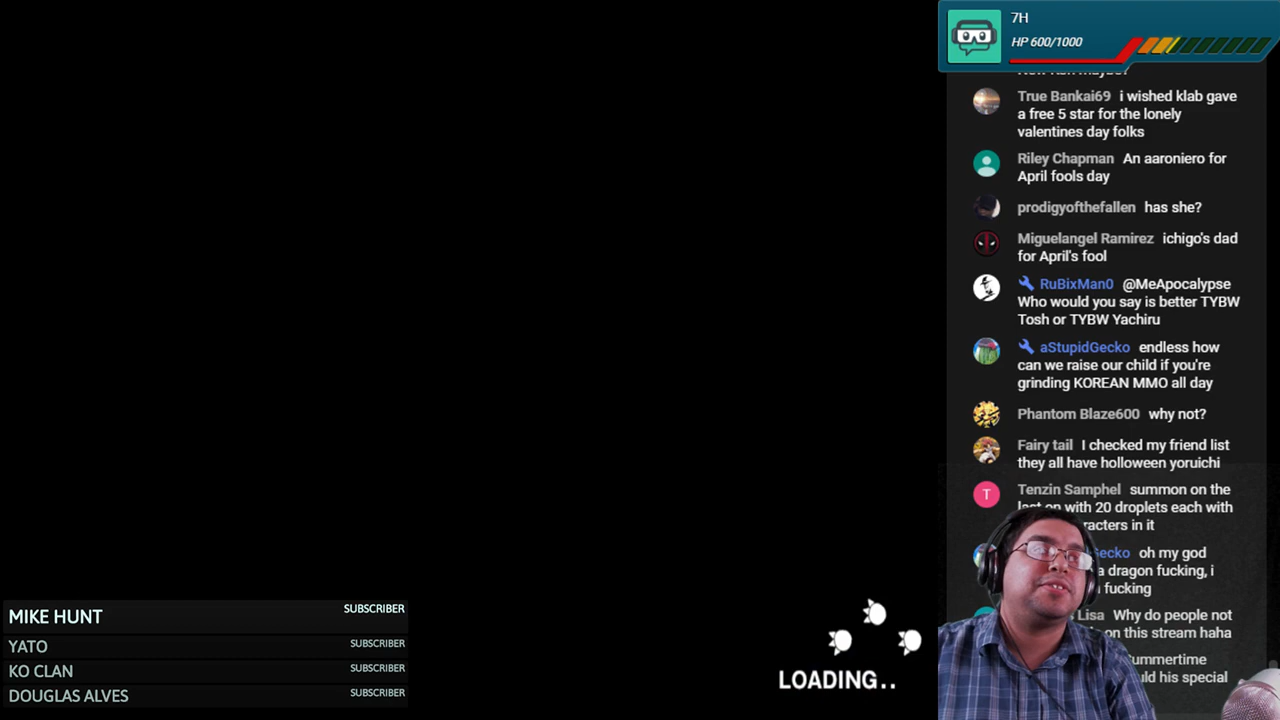 7H
HP 600/1000
True Bankai69 i wished klab gave
a free 5 star for the lonely
valentines day folks
Riley Chapman An aaroniero for
April fools day
prodigyofthefallen has she?
Miguelangel Ramirez ichigo's dad
for April's fool
RuBixMan0 @MeApocalypse
Who would you say is better TYBW
Tosh or TYBW Yachiru
aStupidGecko endless how
can we raise our child if you're
grinding KOREAN MMO all day
Phantom Blaze600 why not?
Fairy tail I checked my friend list
they all have holloween yoruichi
Tenzin Samphel summon on the
last on with 20 droplets each with
it
oh my god
a dragon fucking, i
fucking
Lisa Why do people not
on this stream haha
his special
MIKE HUNT SUBSCRIBER
YATO SUBSCRIBER
KO CLAN SUBSCRIBER
DOUGLAS ALVES SUBSCRIBER
LOADING..